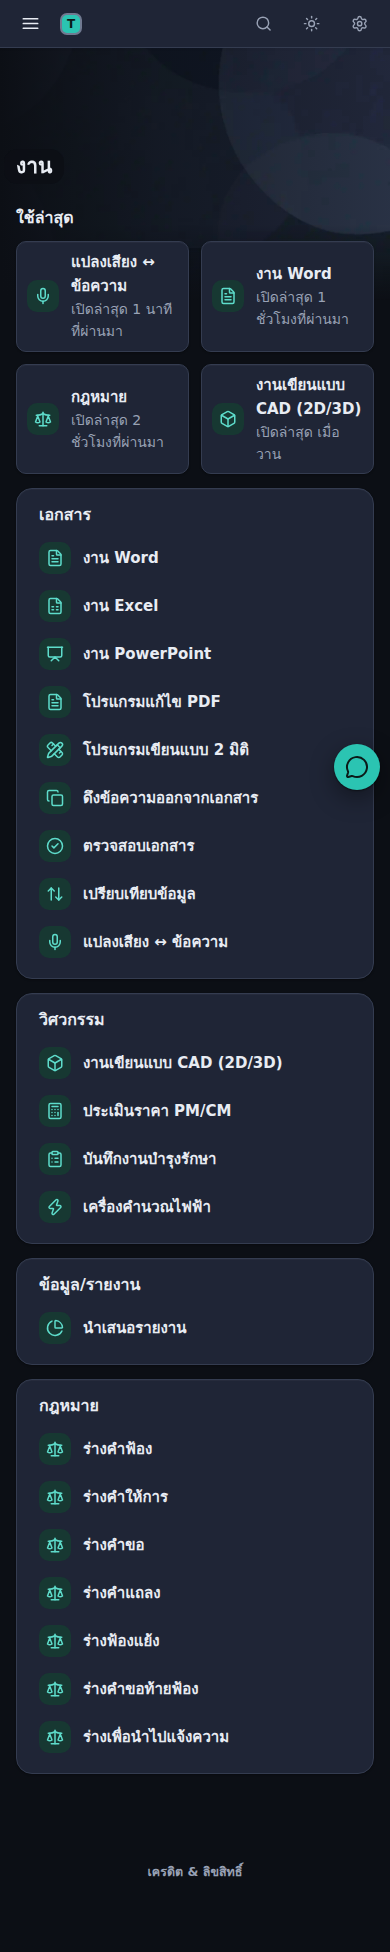 T
งาน
ใช้ล่าสุด
แปลงเสียง ↔
ข้อความ
เปิดล่าสุด 1 นาที
ที่ผ่านมา
งาน Word
เปิดล่าสุด 1
ชั่วโมงที่ผ่านมา
กฎหมาย
เปิดล่าสุด 2
ชั่วโมงที่ผ่านมา
งานเขียนแบบ
CAD (2D/3D)
เปิดล่าสุด เมื่อ
วาน
เอกสาร
งาน Word
งาน Excel
งาน PowerPoint
โปรแกรมแก้ไข PDF
โปรแกรมเขียนแบบ 2 มิติ
ดึงข้อความออกจากเอกสาร
ตรวจสอบเอกสาร
เปรียบเทียบข้อมูล
แปลงเสียง ↔ ข้อความ
วิศวกรรม
งานเขียนแบบ CAD (2D/3D)
ประเมินราคา PM/CM
บันทึกงานบำรุงรักษา
เครื่องคำนวณไฟฟ้า
ข้อมูล/รายงาน
นำเสนอรายงาน
กฎหมาย
ร่างคำฟ้อง
ร่างคำให้การ
ร่างคำขอ
ร่างคำแถลง
ร่างฟ้องแย้ง
ร่างคำขอท้ายฟ้อง
ร่างเพื่อนำไปแจ้งความ
เครดิต & ลิขสิทธิ์